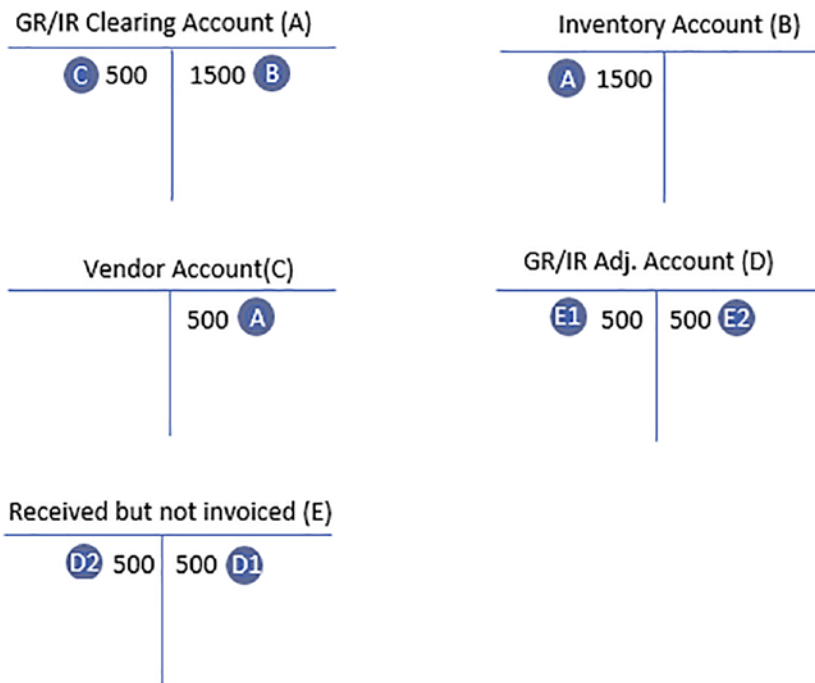 GR/IR Clearing Account (A)
Inventory Account (B)
C 500 1500 B
A 1500
Vendor Account(C)
GR/IR Adj. Account (D)
500 A
E1 500 500 E2
Received but not invoiced (E)
D2 500 500 D1